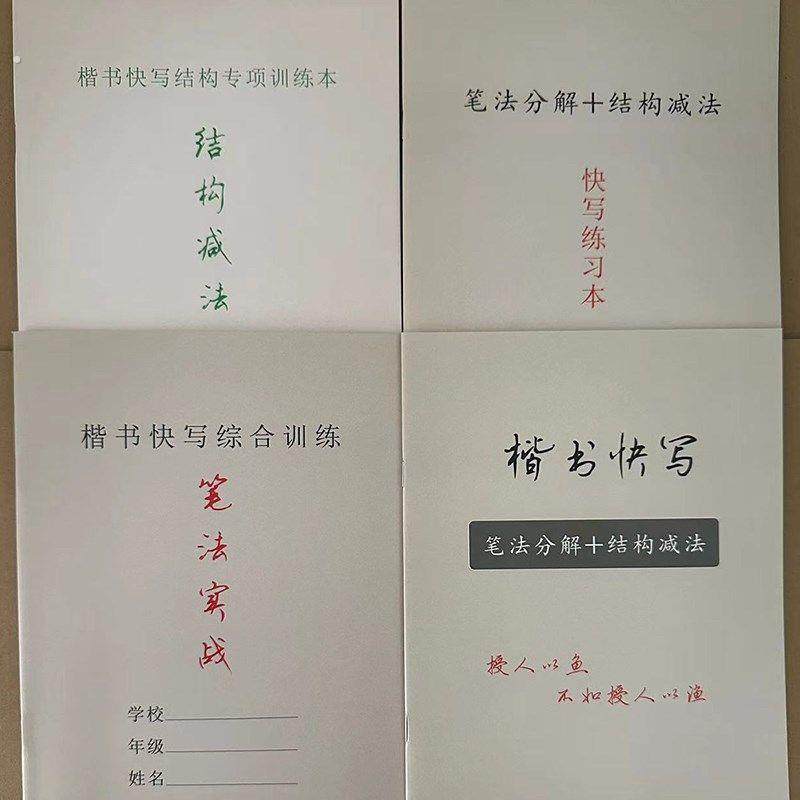 楷书快写结构专项训练本
结构减法
笔法分解+结构减法
快写练习本
楷书快写综合训练
笔法实战
学校
年级
姓名
楷书快写
笔法分解+结构减法
授人以鱼
不如授人以渔